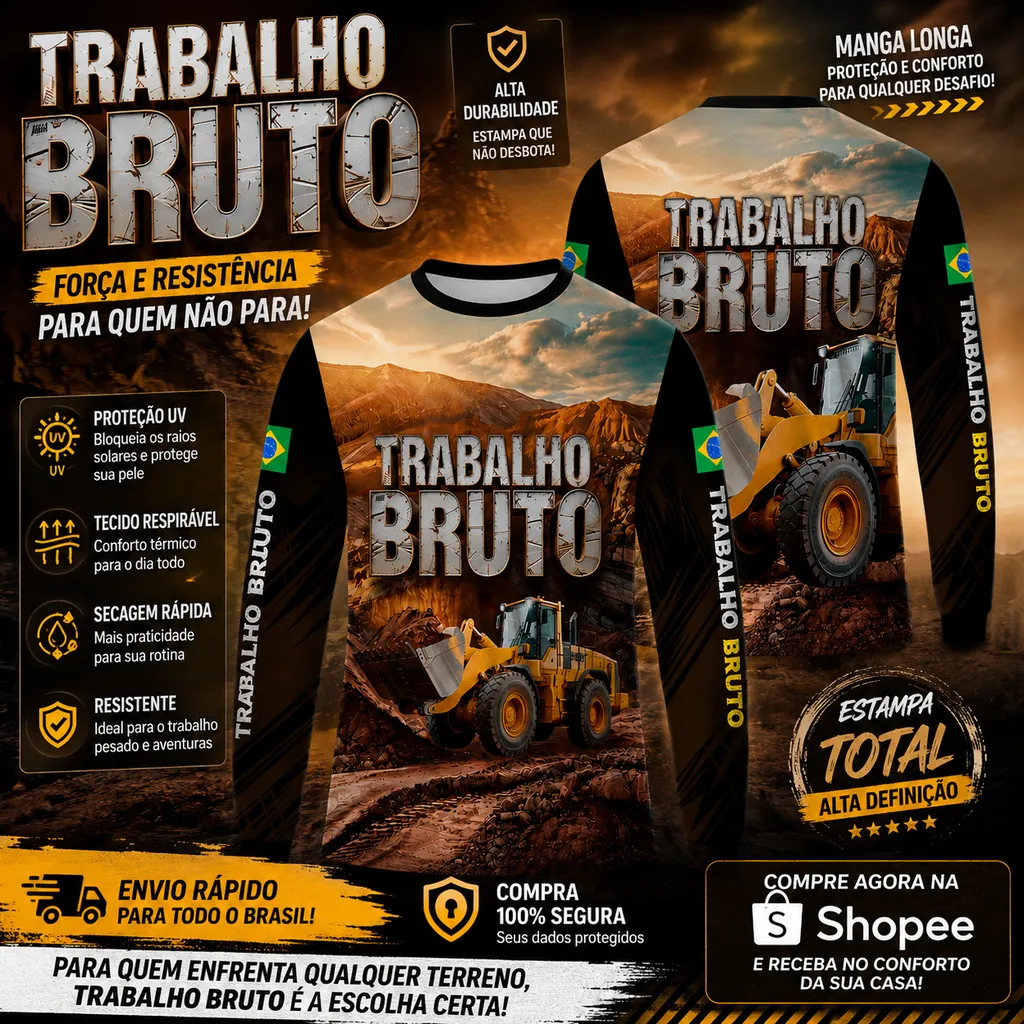 TRABALHO
BRUTO
FORÇA E RESISTÊNCIA
PARA QUEM NÃO PARA!
ALTA
DURABILIDADE
ESTAMPA QUE
NÃO DESBOTA!
MANGA LONGA
PROTEÇÃO E CONFORTO
PARA QUALQUER DESAFIO!
TRABALHO
BRUTO
TRABALHO BRUTO
UV
PROTEÇÃO UV
Bloqueia os raios
solares e protege
sua pele
UV
TECIDO RESPIRÁVEL
Conforto térmico
para o dia todo
SECAGEM RÁPIDA
Mais praticidade
para sua rotina
RESISTENTE
Ideal para o trabalho
pesado e aventuras
TRABALHO
BRUTO
TRABALHO BRLUTO
TRABALHO BRUTO
ESTAMPA
TOTAL
ALTA DEFINIÇÃO
ENVIO RÁPIDO
PARA TODO O BRASIL!
COMPRA
100% SEGURA
Seus dados protegidos
COMPRE AGORA NA
S Shopee
E RECEBA NO CONFORTO
DA SUA CASA!
PARA QUEM ENFRENTA QUALQUER TERRENO,
TRABALHO BRUTO É A ESCOLHA CERTA!